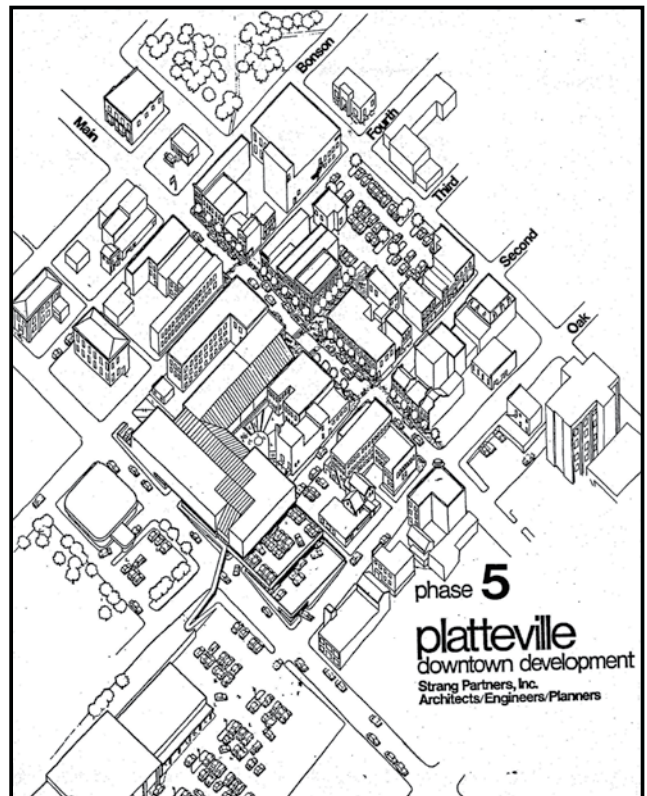 Bonson
Main
Fourth
Third
Second
Oak
phase 5
platteville
downtown development
Strang Partners, Inc.
Architects/Engineers/Planners